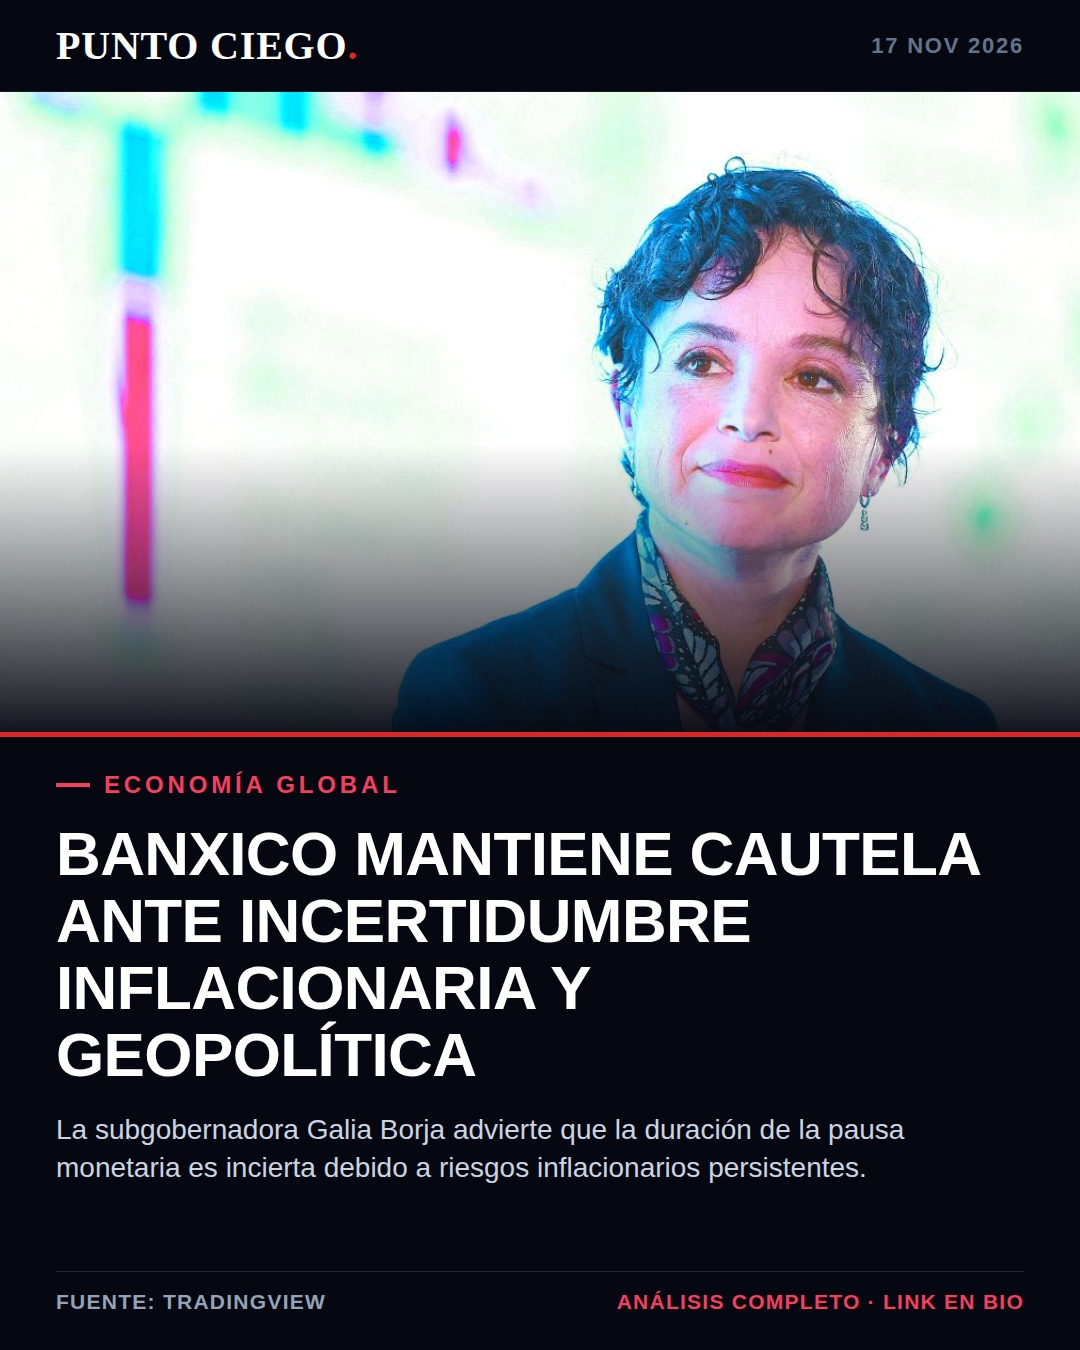 PUNTO CIEGO.
17 NOV 2026
ECONOMÍA GLOBAL
BANXICO MANTIENE CAUTELA
ANTE INCERTIDUMBRE
INFLACIONARIA Y
GEOPOLÍTICA
La subgobernadora Galia Borja advierte que la duración de la pausa
monetaria es incierta debido a riesgos inflacionarios persistentes.
FUENTE: TRADINGVIEW
ANÁLISIS COMPLETO · LINK EN BIO